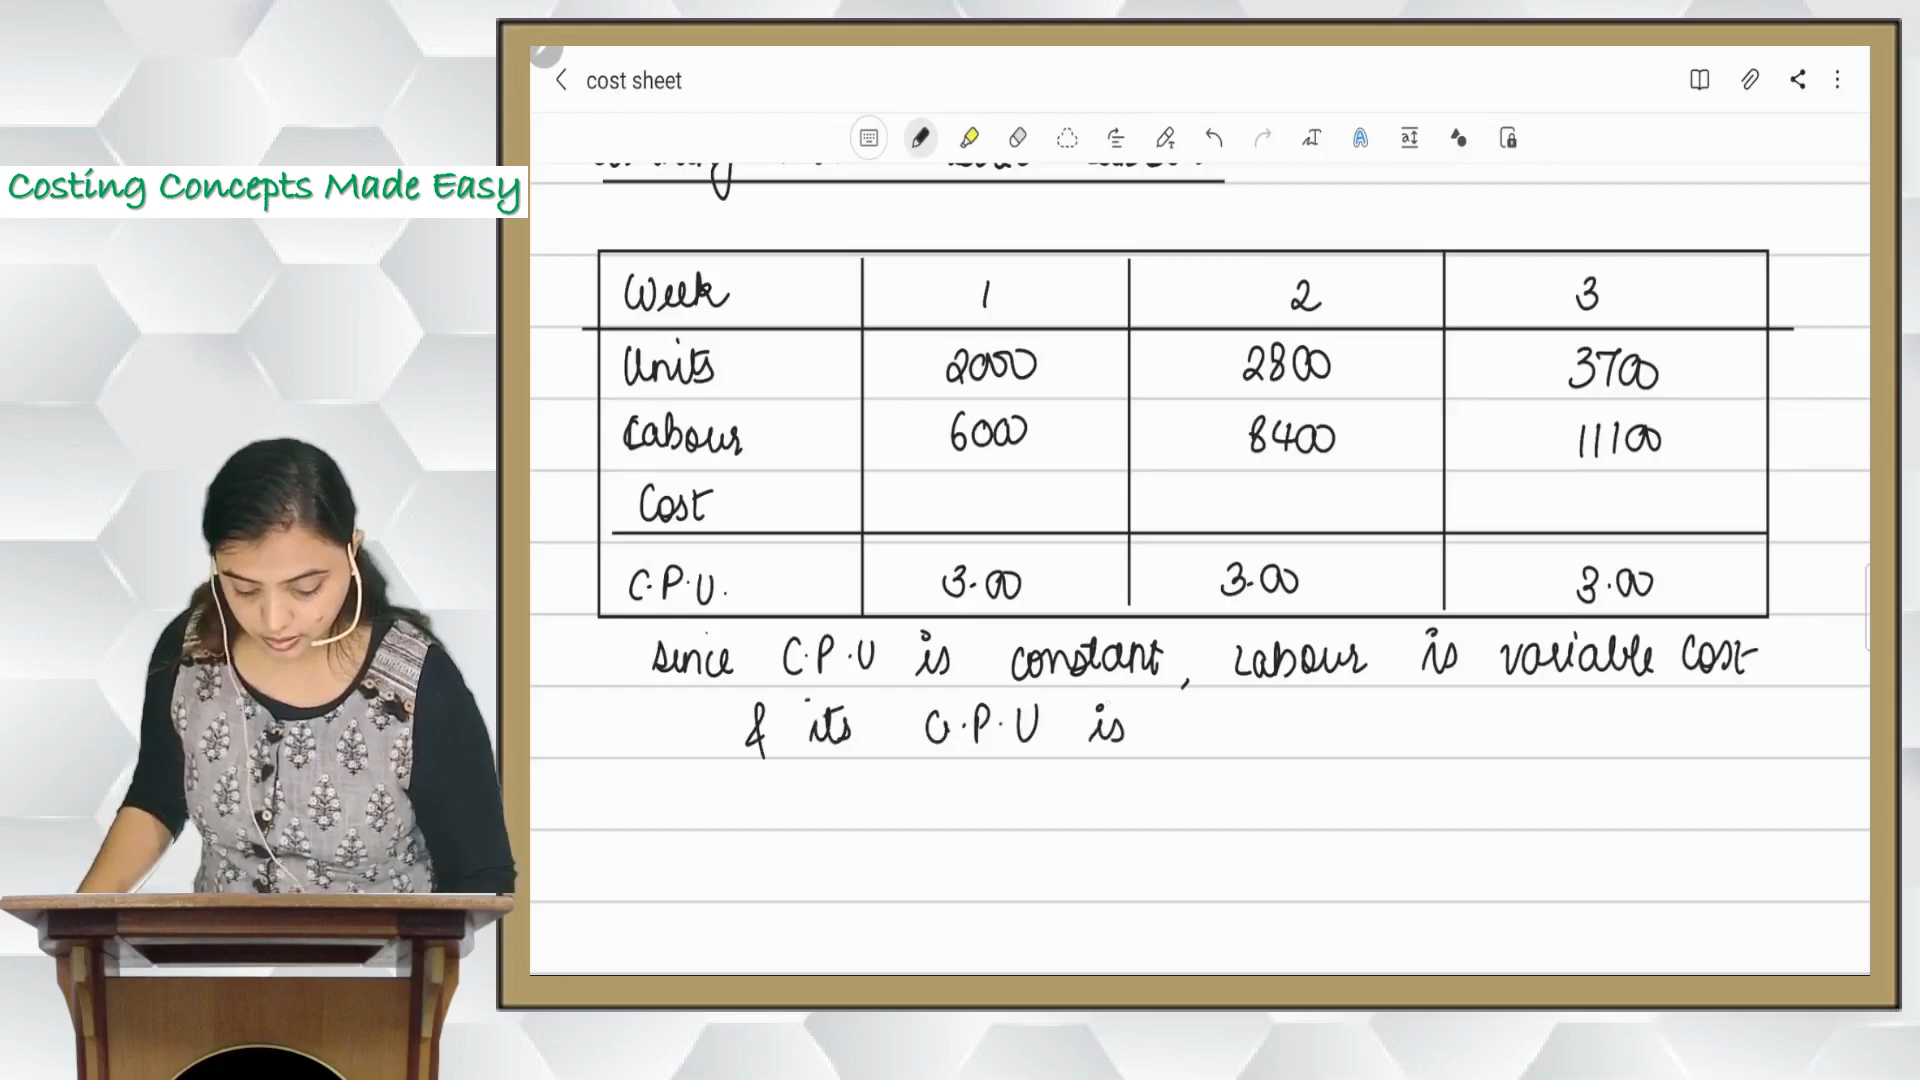 cost sheet
Costing Concepts Made Easy
Week 1 2 3
Units 2000 2800 3700
Labour 6000 8400 11100
Cost
C.P.U. 3.00 3.00 3.00
since C.P.U is constant, Labour is variable cost
& its C.P.U is